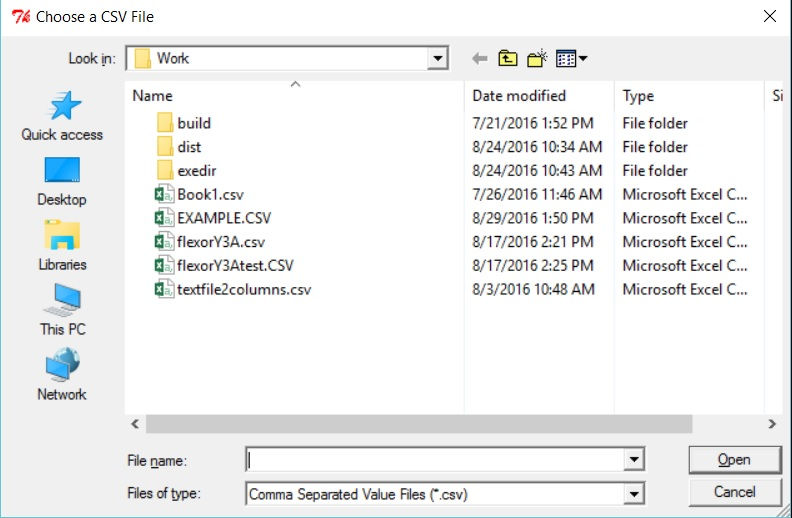 Choose a CSV File
Look in: Work
Quick access
Desktop
Libraries
This PC
Network
Name Date modified Type Si
build 7/21/2016 1:52 PM File folder
dist 8/24/2016 10:34 AM File folder
exedir 8/24/2016 10:43 AM File folder
Book1.csv 7/26/2016 11:46 AM Microsoft Excel C...
EXAMPLE.CSV 8/29/2016 1:50 PM Microsoft Excel C...
flexorY3A.csv 8/17/2016 2:21 PM Microsoft Excel C...
flexorY3Atest.CSV 8/17/2016 2:25 PM Microsoft Excel C...
textfile2columns.csv 8/3/2016 10:48 AM Microsoft Excel C...
File name: Open
Files of type: Comma Separated Value Files (*.csv) Cancel